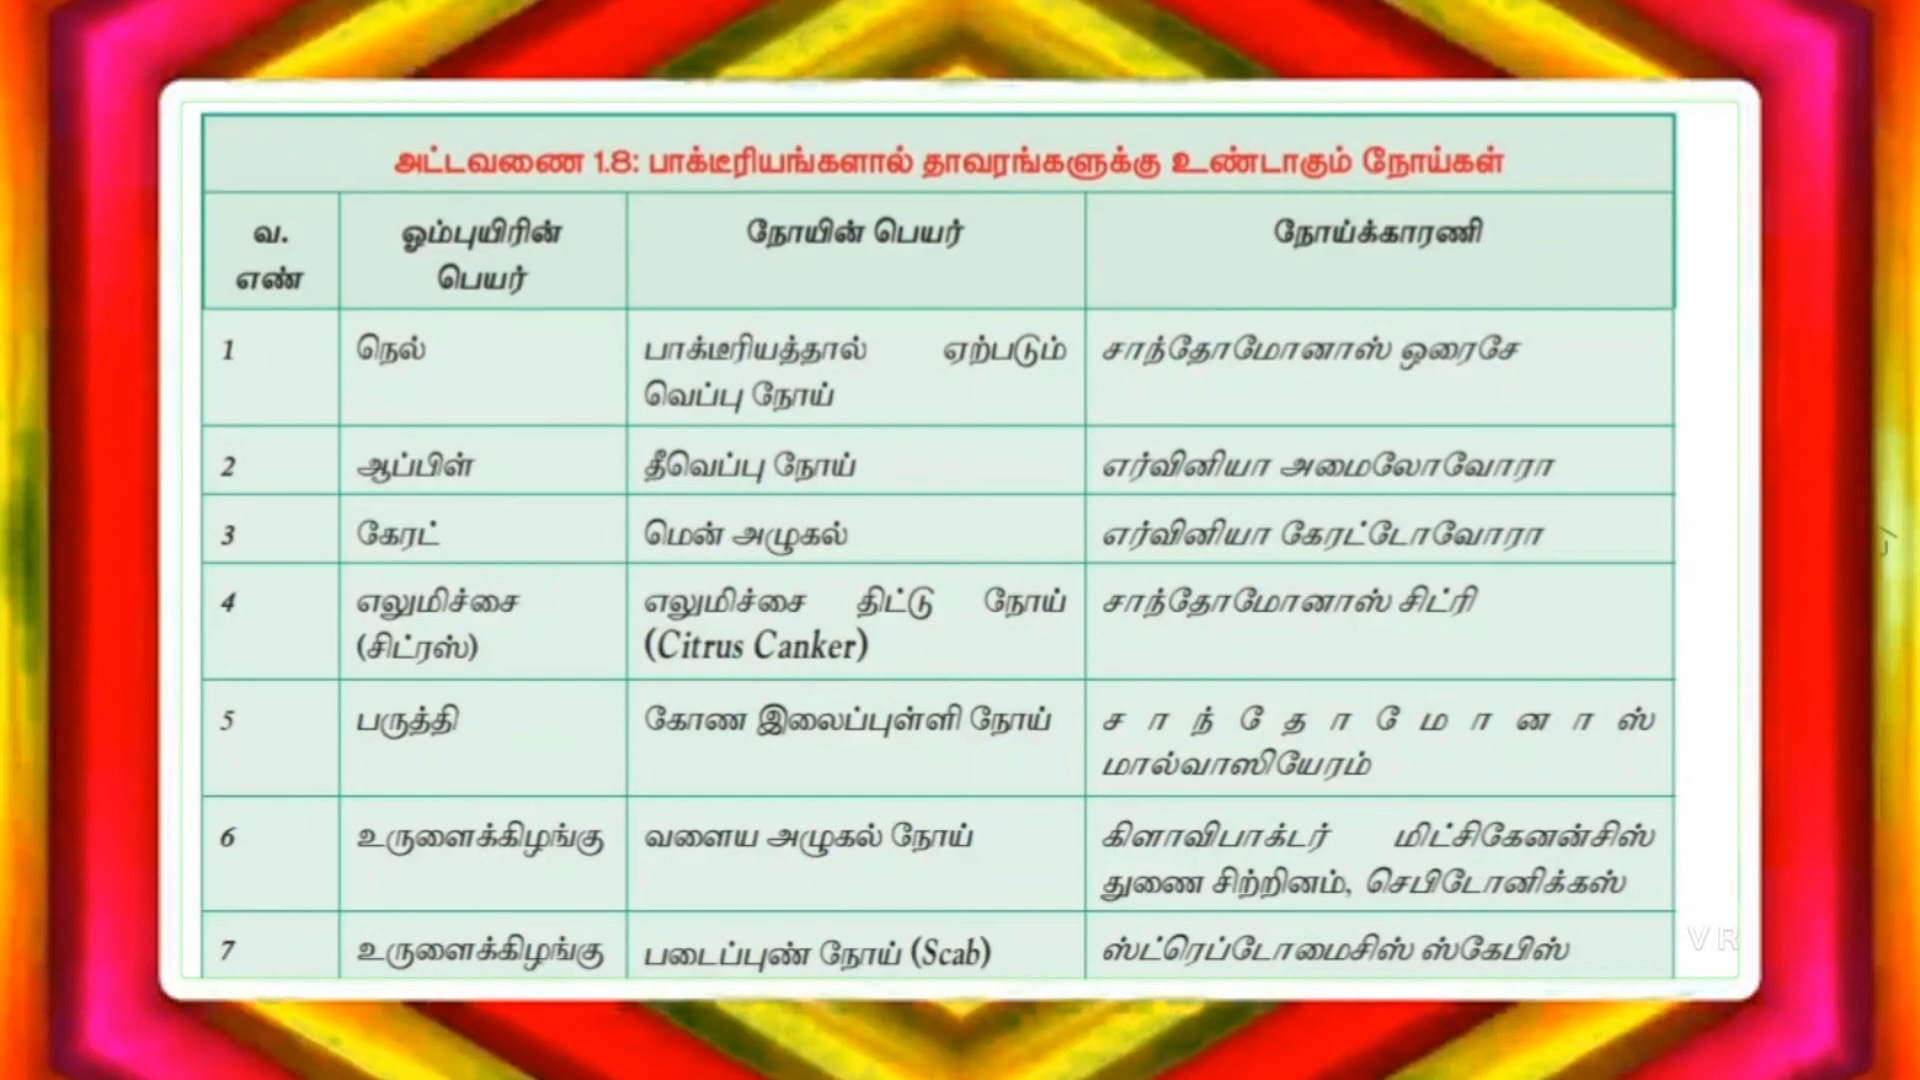 அட்டவணை 1.8: பாக்டீரியங்களால் தாவரங்களுக்கு உண்டாகும் நோய்கள்
வ. எண்
ஓம்புயிரின் பெயர்
நோயின் பெயர்
நோய்க்காரணி
1
நெல்
பாக்டீரியத்தால் ஏற்படும்
வெப்பு நோய்
சாந்தோமோனாஸ் ஒரைசே
2
ஆப்பிள்
தீவெப்பு நோய்
எர்வினியா அமைலோவோரா
3
கேரட்
மென் அழுகல்
எர்வினியா கேரட்டோவோரா
4
எலுமிச்சை
(சிட்ரஸ்)
எலுமிச்சை திட்டு நோய்
(Citrus Canker)
சாந்தோமோனாஸ் சிட்ரி
5
பருத்தி
கோண இலைப்புள்ளி நோய்
சாந்தோமோனாஸ்
மால்வாஸியேரம்
6
உருளைக்கிழங்கு
வளைய அழுகல் நோய்
கிளாவிபாக்டர் மிட்சிகேனன்சிஸ்
துணை சிற்றினம், செபிடோனிக்கஸ்
7
உருளைக்கிழங்கு
படைப்புண் நோய் (Scab)
ஸ்ட்ரெப்டோமைசிஸ் ஸ்கேபிஸ்
VR